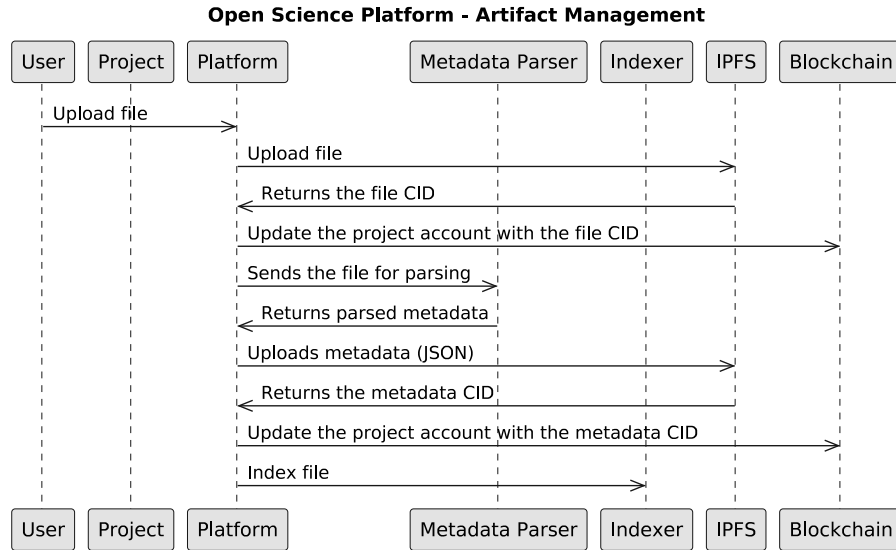 Open Science Platform - Artifact Management
User Project Platform Metadata Parser Indexer IPFS Blockchain
Upload file
Upload file
Returns the file CID
Update the project account with the file CID
Sends the file for parsing
Returns parsed metadata
Uploads metadata (JSON)
Returns the metadata CID
Update the project account with the metadata CID
Index file
User Project Platform Metadata Parser Indexer IPFS Blockchain